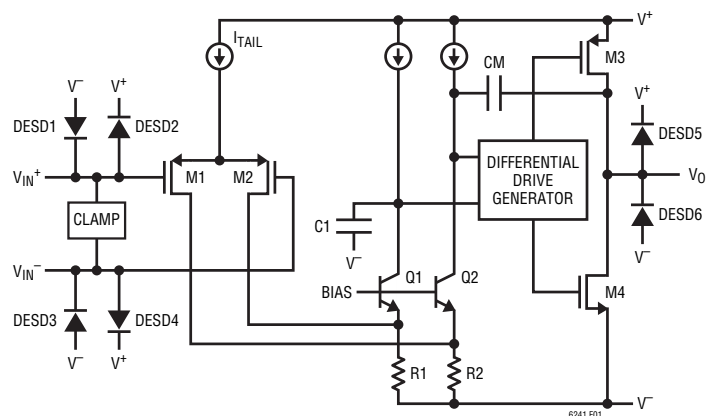 V+
ITAIL
M3
V– V+
CM
V+
DESD1 DESD2
DESD5
VIN+
M1 M2
DIFFERENTIAL
DRIVE
GENERATOR
VO
CLAMP
C1
DESD6
V–
V–
VIN–
Q1 Q2
M4
BIAS
DESD3 DESD4
V– V+
R1 R2
V–
6241 F01